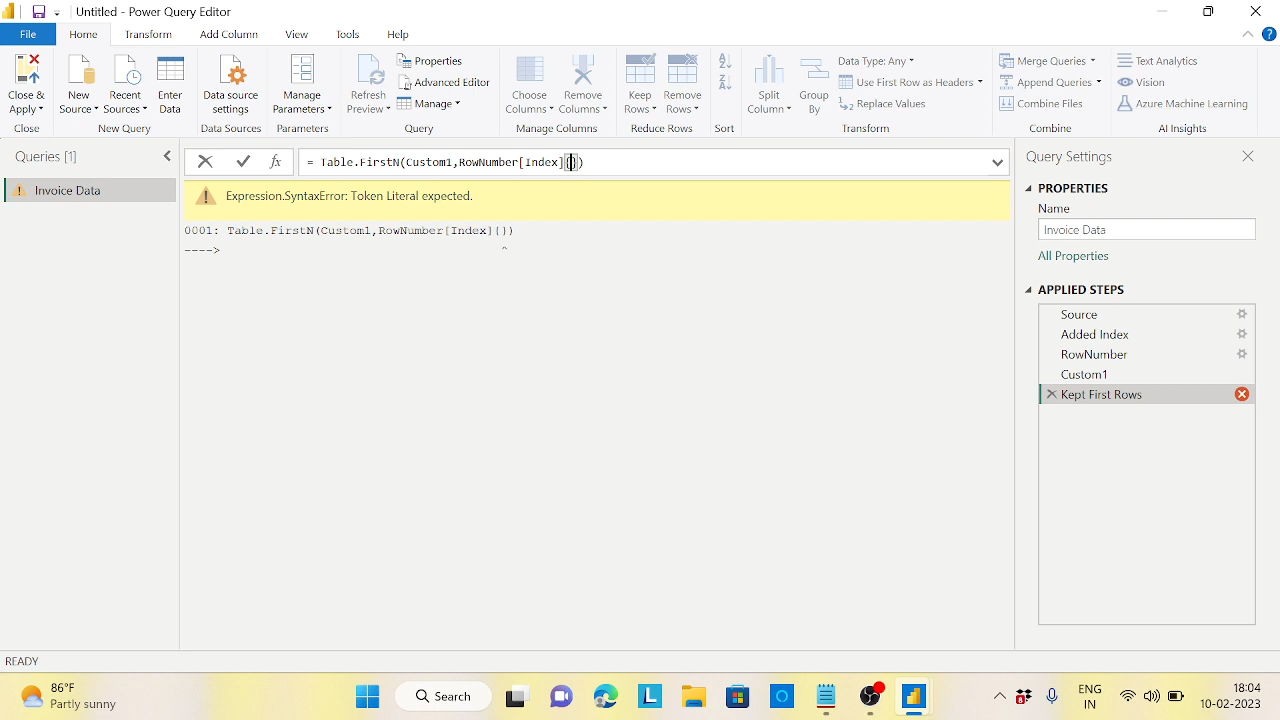 Untitled - Power Query Editor
File Home Transform Add Column View Tools Help
Close & Apply
Close
New Source
Recent Sources
Enter Data
New Query
Data source settings
Data Sources
Manage Parameters
Parameters
Refresh Preview
Properties
Advanced Editor
Manage
Query
Choose Columns
Remove Columns
Manage Columns
Keep Rows
Remove Rows
Reduce Rows
Sort
Split Column
Group By
Data Type: Any
Use First Row as Headers
Replace Values
Transform
Merge Queries
Append Queries
Combine Files
Combine
Text Analytics
Vision
Azure Machine Learning
AI Insights
Queries [1]
Invoice Data
= Table.FirstN(Custom1,RowNumber[Index]{})
Expression.SyntaxError: Token Literal expected.
0001: Table.FirstN(Custom1,RowNumber[Index]{})
----> ^
Query Settings
PROPERTIES
Name
Invoice Data
All Properties
APPLIED STEPS
Source
Added Index
RowNumber
Custom1
Kept First Rows
READY
86°F
Partly sunny
Search
ENG
IN
18:04
10-02-2023